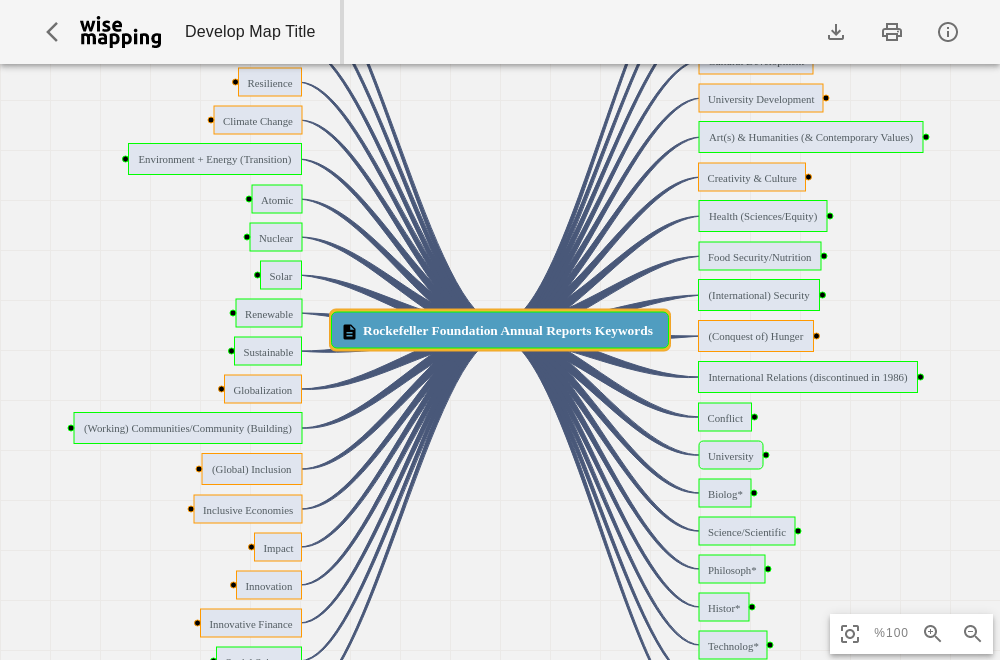 wise
mapping
Develop Map Title
Resilience
Climate Change
Environment + Energy (Transition)
Atomic
Nuclear
Solar
Renewable
Sustainable
Globalization
(Working) Communities/Community (Building)
(Global) Inclusion
Inclusive Economies
Impact
Innovation
Innovative Finance
Rockefeller Foundation Annual Reports Keywords
University Development
Art(s) & Humanities (& Contemporary Values)
Creativity & Culture
Health (Sciences/Equity)
Food Security/Nutrition
(International) Security
(Conquest of) Hunger
International Relations (discontinued in 1986)
Conflict
University
Biolog*
Science/Scientific
Philosoph*
Histor*
Technolog*
%100